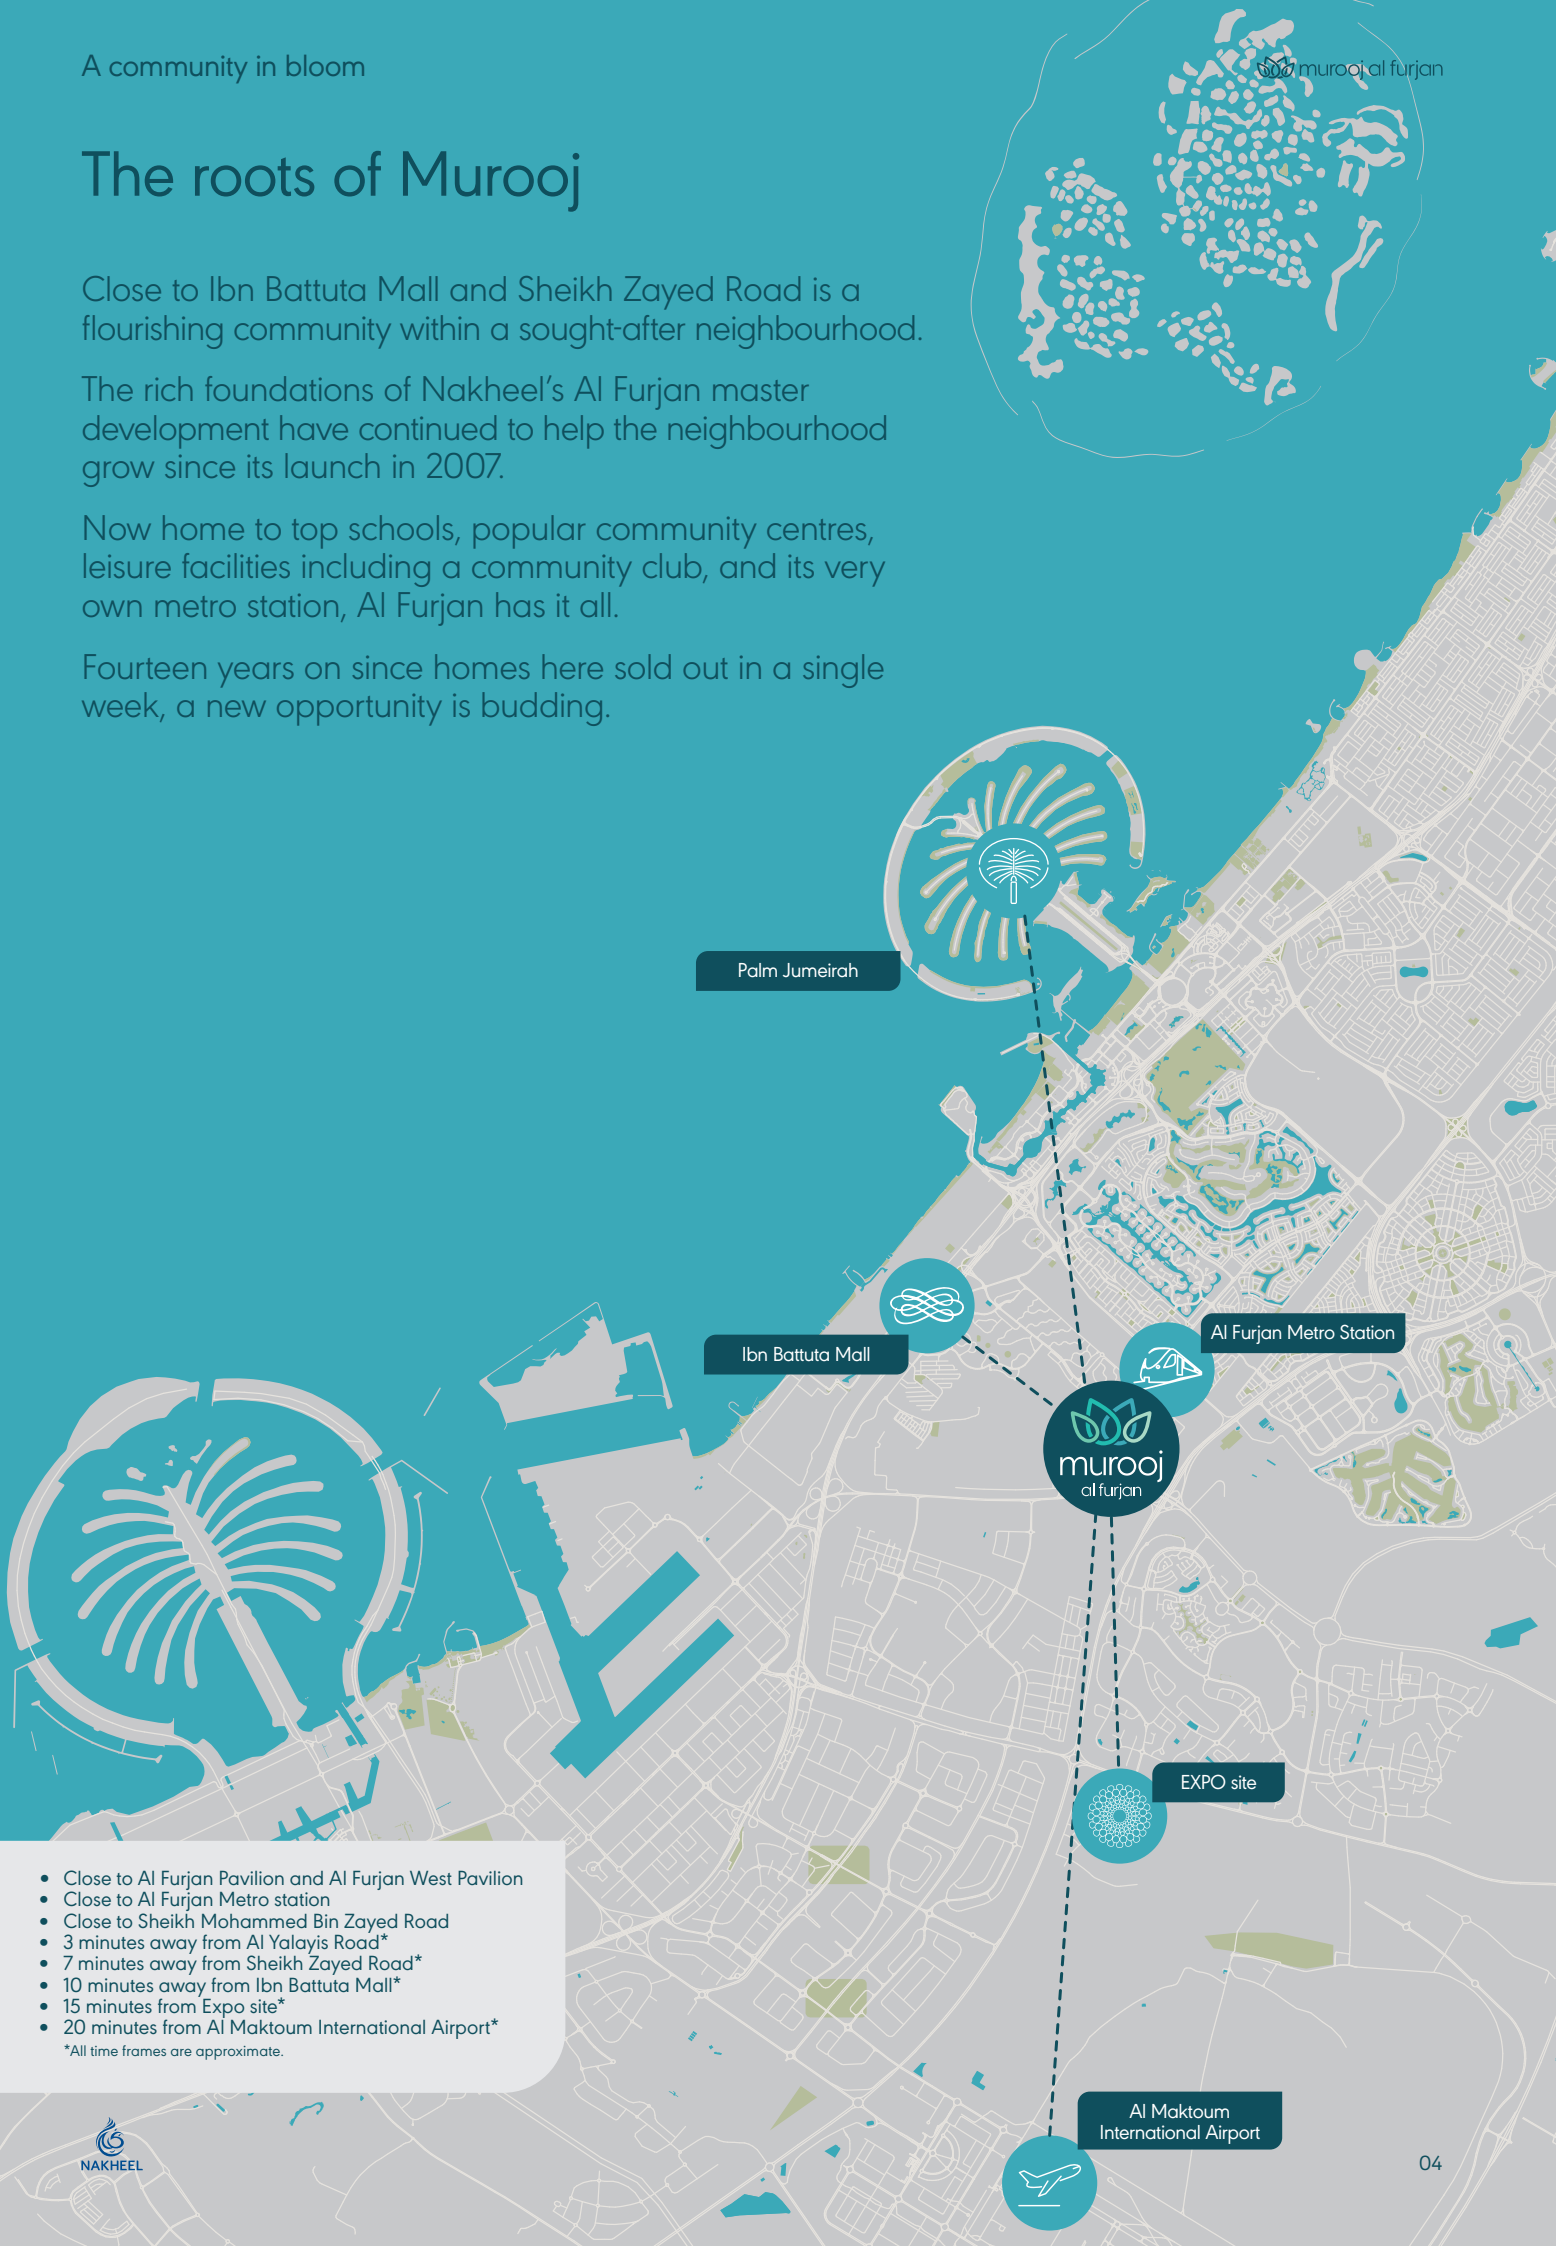 A community in bloom
murooj al furjan
The roots of Murooj
Close to Ibn Battuta Mall and Sheikh Zayed Road is a
flourishing community within a sought-after neighbourhood.
The rich foundations of Nakheel’s Al Furjan master
development have continued to help the neighbourhood
grow since its launch in 2007.
Now home to top schools, popular community centres,
leisure facilities including a community club, and its very
own metro station, Al Furjan has it all.
Fourteen years on since homes here sold out in a single
week, a new opportunity is budding.
Palm Jumeirah
Al Furjan Metro Station
Ibn Battuta Mall
murooj
al furjan
EXPO site
• Close to Al Furjan Pavilion and Al Furjan West Pavilion
• Close to Al Furjan Metro station
• Close to Sheikh Mohammed Bin Zayed Road
• 3 minutes away from Al Yalayis Road*
• 7 minutes away from Sheikh Zayed Road*
• 10 minutes away from Ibn Battuta Mall*
• 15 minutes from Expo site*
• 20 minutes from Al Maktoum International Airport*
*All time frames are approximate.
Al Maktoum
International Airport
NAKHEEL
04